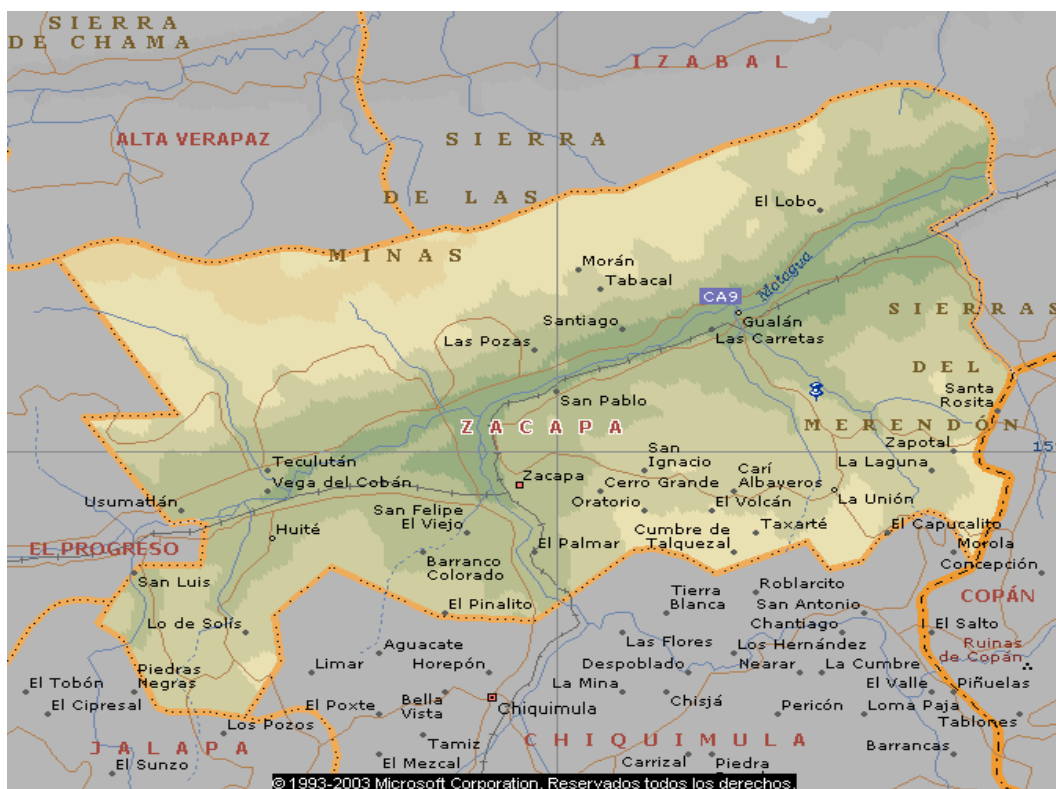 SIERRA
DE CHAMA
IZABAL
ALTA VERAPAZ
SIERRA
DE LAS
MINAS
El Lobo
Morán
Tabacal
Motagua
CA9
Santiago
Gualán
Las Carretas
Las Pozas
SIERRAS
DEL
MERENDÓN
Santa
Rosita
San Pablo
ZACAPA
Zapotal
15°
Teculután
Vega del Cobán
Zacapa
San
Ignacio
Cerro Grande
Carí
Albayeros
La Laguna
Usumatlán
San Felipe
El Viejo
Oratorio
El Volcán
La Unión
Huité
Cumbre de
Talquezal
Taxarté
El Capucalito
EL PROGRESO
El Palmar
Morola
Concepción
San Luis
Barranco
Colorado
Roblarcito
Tierra
Blanca
San Antonio
COPÁN
El Pinalito
Lo de Solís
Chantiago
El Salto
Aguacate
Las Flores
Los Hernández
Ruinas
de Copán
Limar
Horepón
Despoblado
Nearar
La Cumbre
Piedras
Negras
El Tobón
La Mina
Chisjá
El Valle
Piñuelas
El Cipresal
El Poxte
Bella
Vista
Chiquimula
Pericón
Loma Paja
Tablones
Los Pozos
JALAPA
Tamiz
CHIQUIMULA
Barrancas
El Sunzo
El Mezcal
Carrizal
Piedra
© 1993-2003 Microsoft Corporation. Reservados todos los derechos.